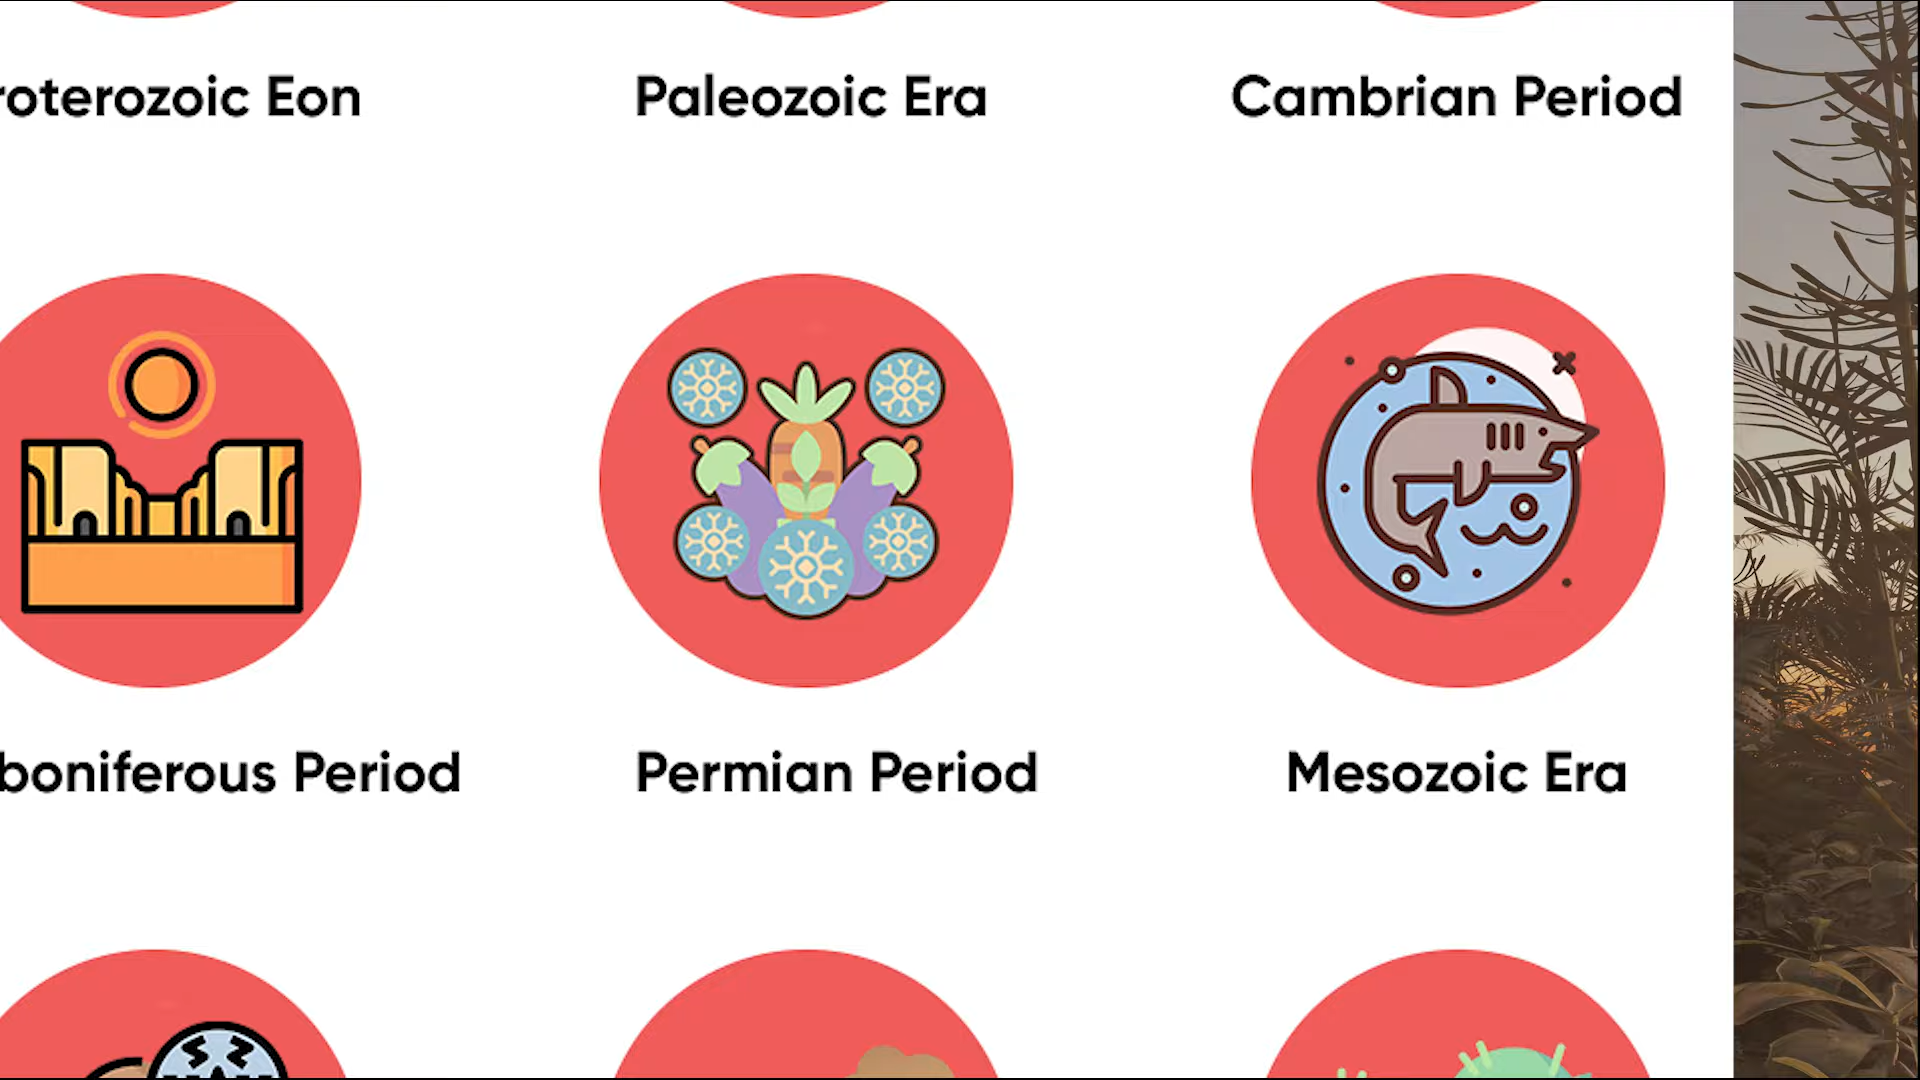 roterozoic Eon
Paleozoic Era
Cambrian Period
boniferous Period
Permian Period
Mesozoic Era